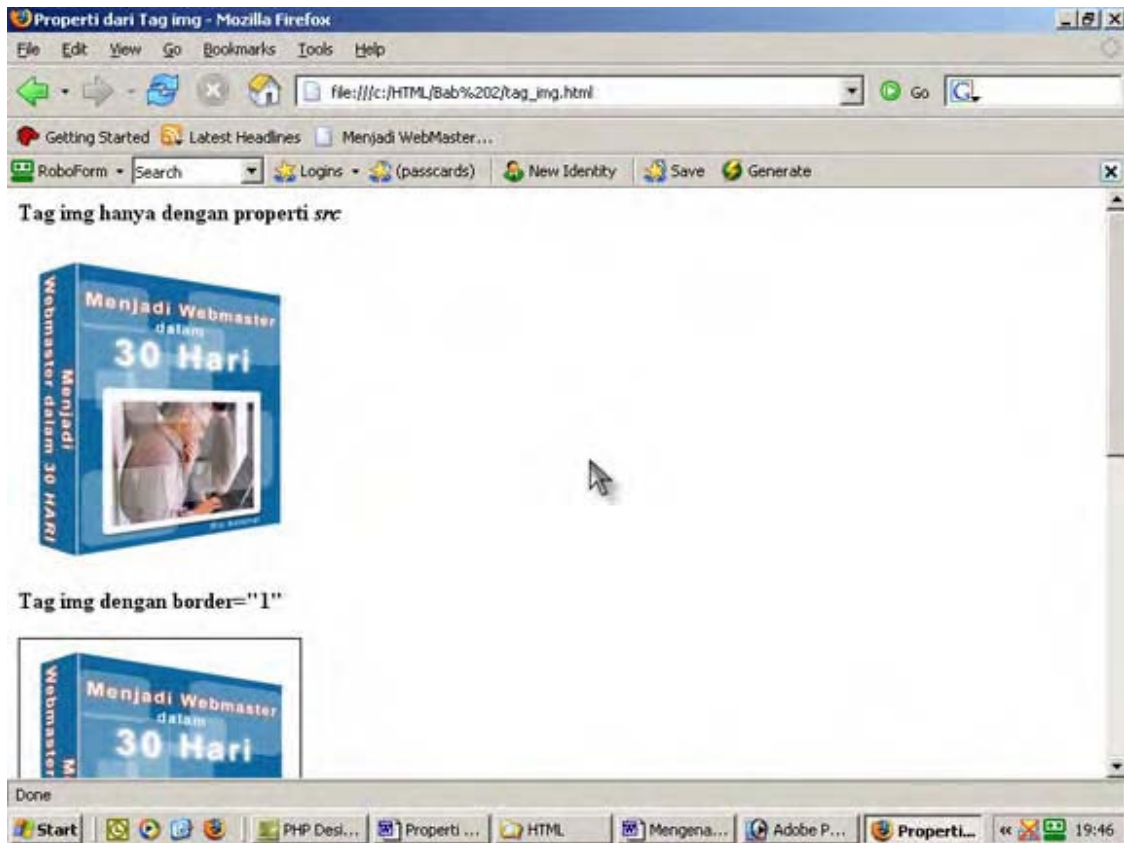 Properti dari Tag img - Mozilla Firefox
File Edit View Go Bookmarks Tools Help
file:///c:/HTML/Bab%202/tag_img.html Go G
Getting Started Latest Headlines Menjadi WebMaster...
RoboForm Search Logins (passcards) New Identity Save Generate
Tag img hanya dengan properti src
Menjadi Webmaster
dalam
30 Hari
Menjadi
Webmaster dalam 30 HARI
Tag img dengan border="1"
Menjadi Webmaster
dalam
30 Hari
Webmaster
Done
Start PHP Desi... Properti ... HTML Mengena... Adobe P... Properti... « 19:46